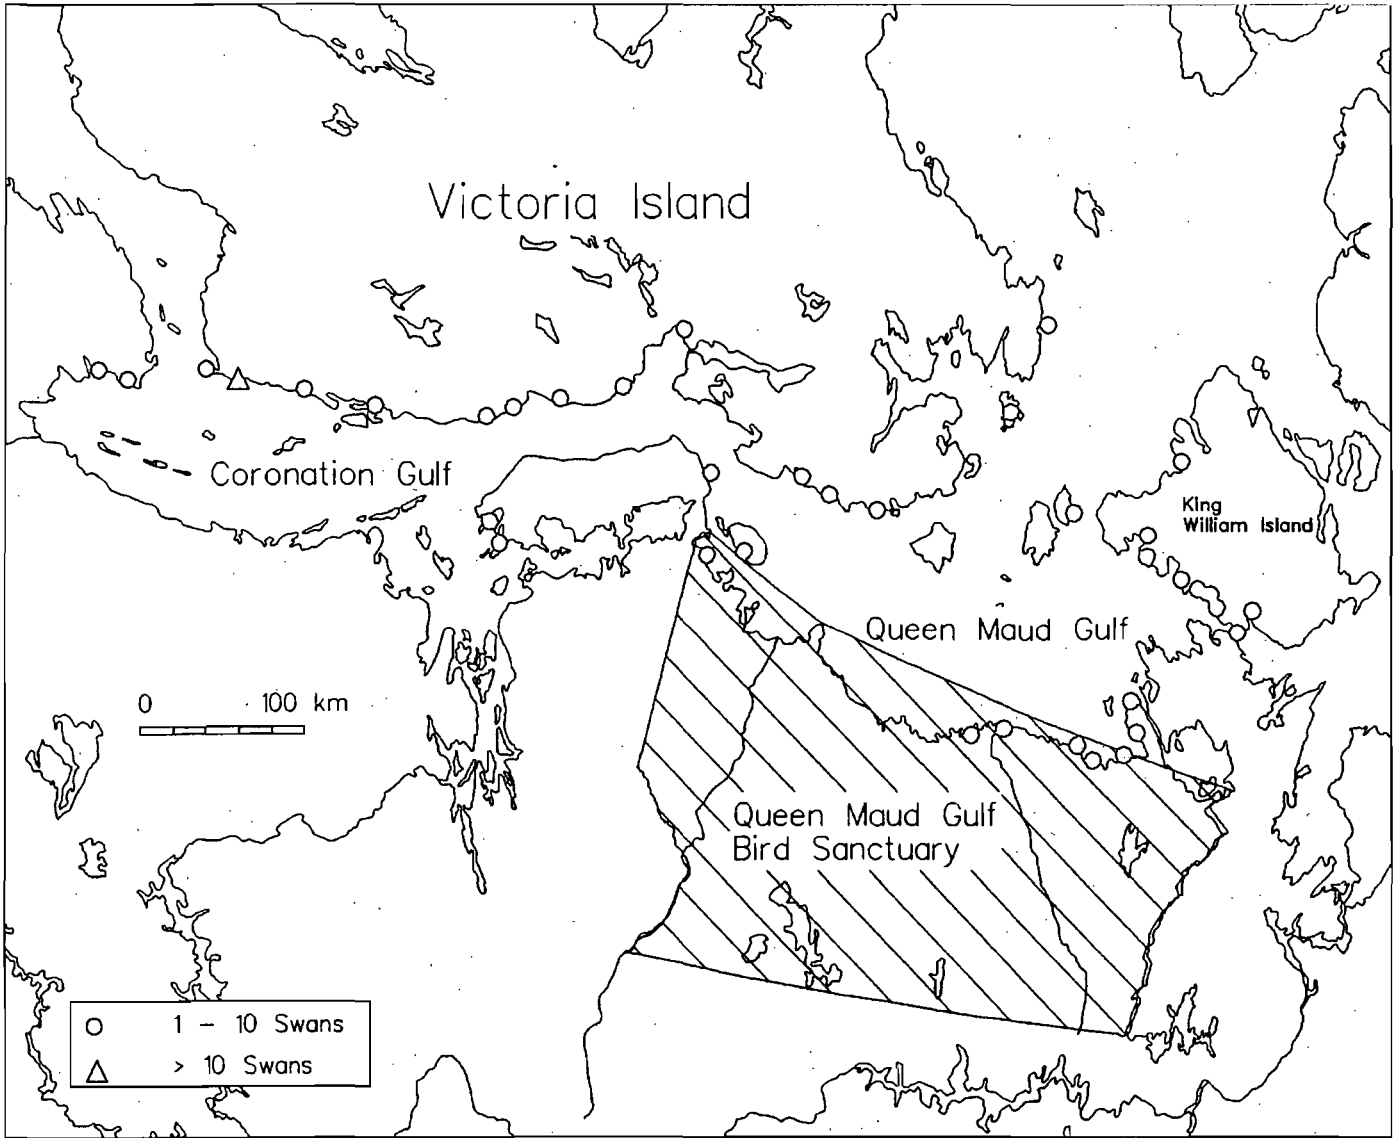 Victoria Island
Coronation Gulf
King
William Island
Queen Maud Gulf
0 100 km
Queen Maud Gulf
Bird Sanctuary
1 - 10 Swans
> 10 Swans